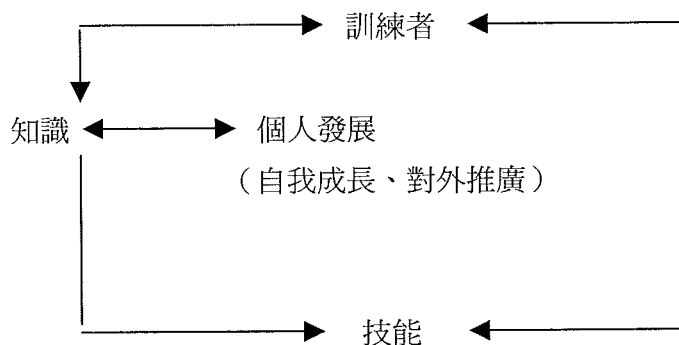 訓練者
知識
個人發展
（自我成長、對外推廣）
技能